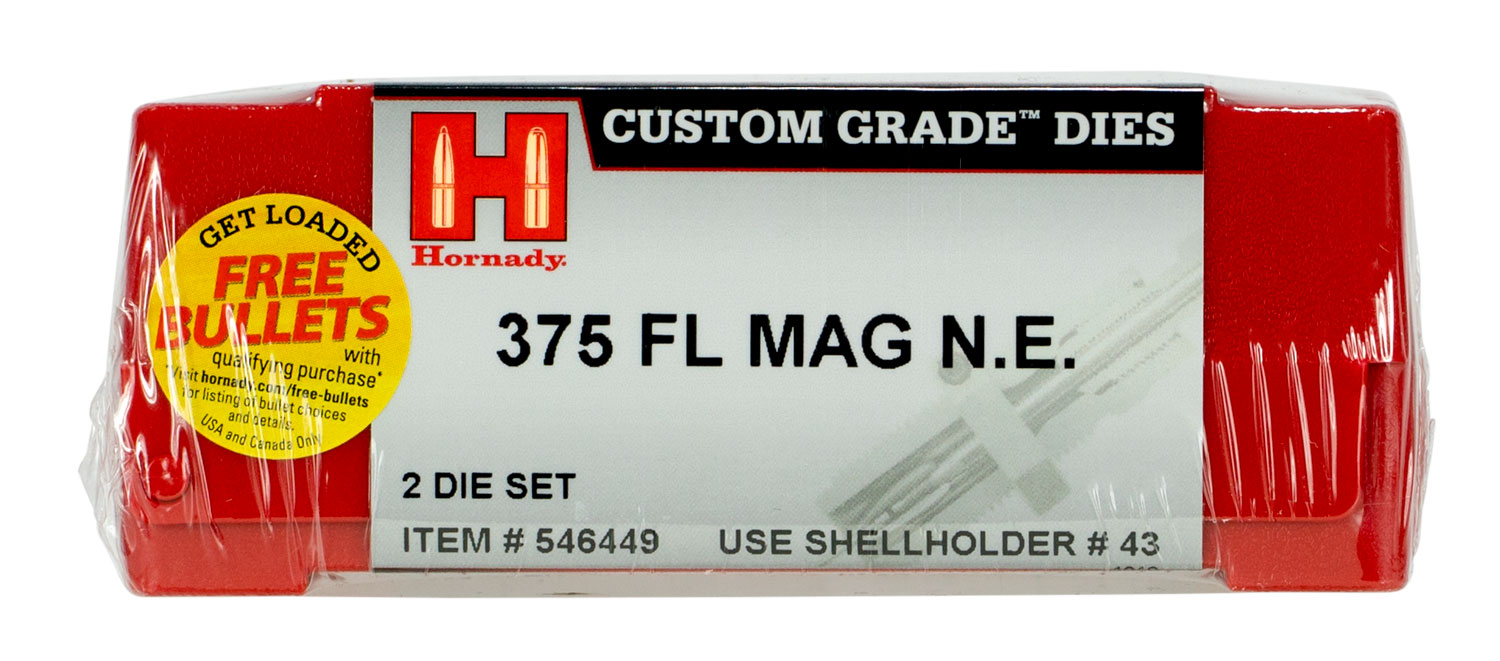 CUSTOM GRADE™ DIES
H
Hornady.
GET LOADED
FREE
BULLETS
with
qualifying purchase*
Visit hornady.com/free-bullets
for listing of bullet choices
and details.
USA and Canada Only
375 FL MAG N.E.
2 DIE SET
ITEM # 546449 USE SHELLHOLDER # 43